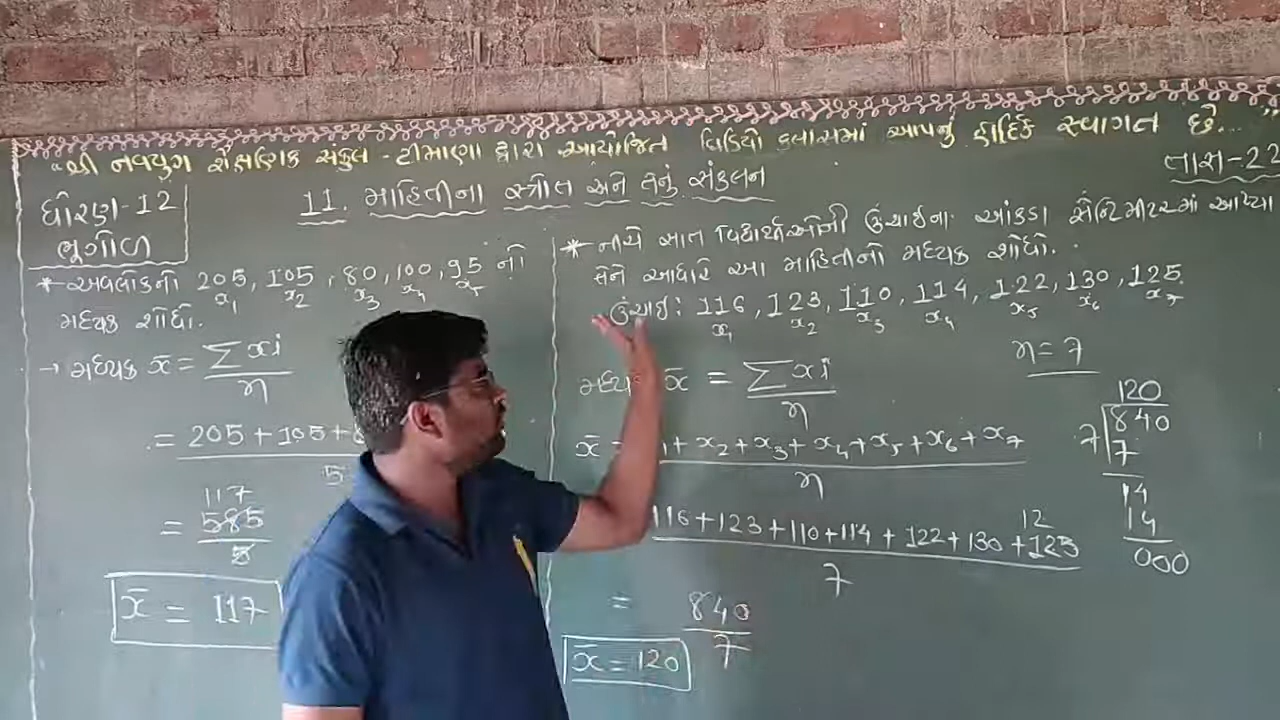 "શ્રી નવયુગ શૈક્ષણિક સંકુલ - ટીમાણા દ્વારા આયોજિત વિડિયો ક્લાસમાં આપનું હાર્દિક સ્વાગત છે..."
તાસ-22
ધોરણ-12
ભૂગોળ
11. માહિતીના સ્ત્રોત અને તેનું સંકલન
* અવલોકનો 205, 105, 80, 100, 95 નો
x₁ x₂ x₃ x₄ x₅
મધ્યક શોધો.
→ મધ્યક x̄ = Σxi
n
= 205+105+
5
117
= 585
5
x̄ = 117
* નીચે સાત વિદ્યાર્થીઓની ઉંચાઈના આંકડા સેન્ટિમીટરમાં આપ્યા
તેને આધારે આ માહિતીનો મધ્યક શોધો.
ઉંચાઈ: 116, 123, 110, 114, 122, 130, 125.
x₁ x₂ x₃ x₄ x₅ x₆ x₇
n = 7
x̄ = Σxi
n
x̄ = + x₂ + x₃ + x₄ + x₅ + x₆ + x₇
n
12
116+123+110+114+122+130+125
7
= 840
7
x̄ = 120
120
7 840
7
14
14
000